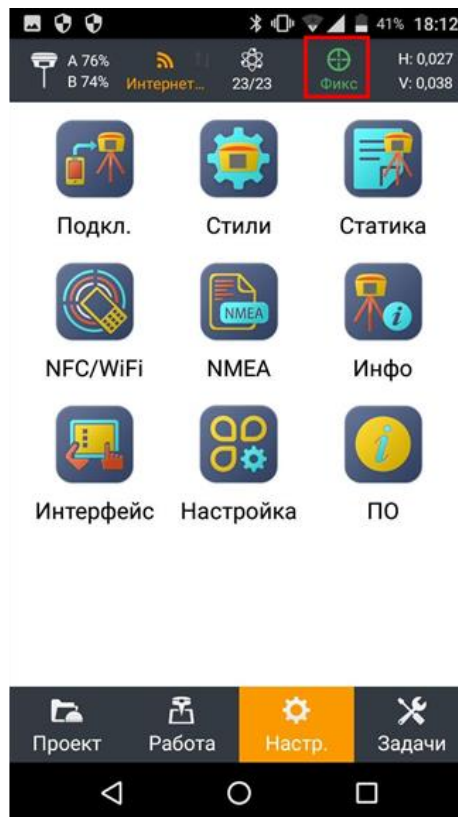 41% 18:12
A 76%
B 74%
Интернет...
23/23
Фикс
H: 0,027
V: 0,038
Подкл.
Стили
Статика
NMEA
NFC/WiFi
NMEA
Инфо
Интерфейс
Настройка
ПО
Проект
Работа
Настр.
Задачи